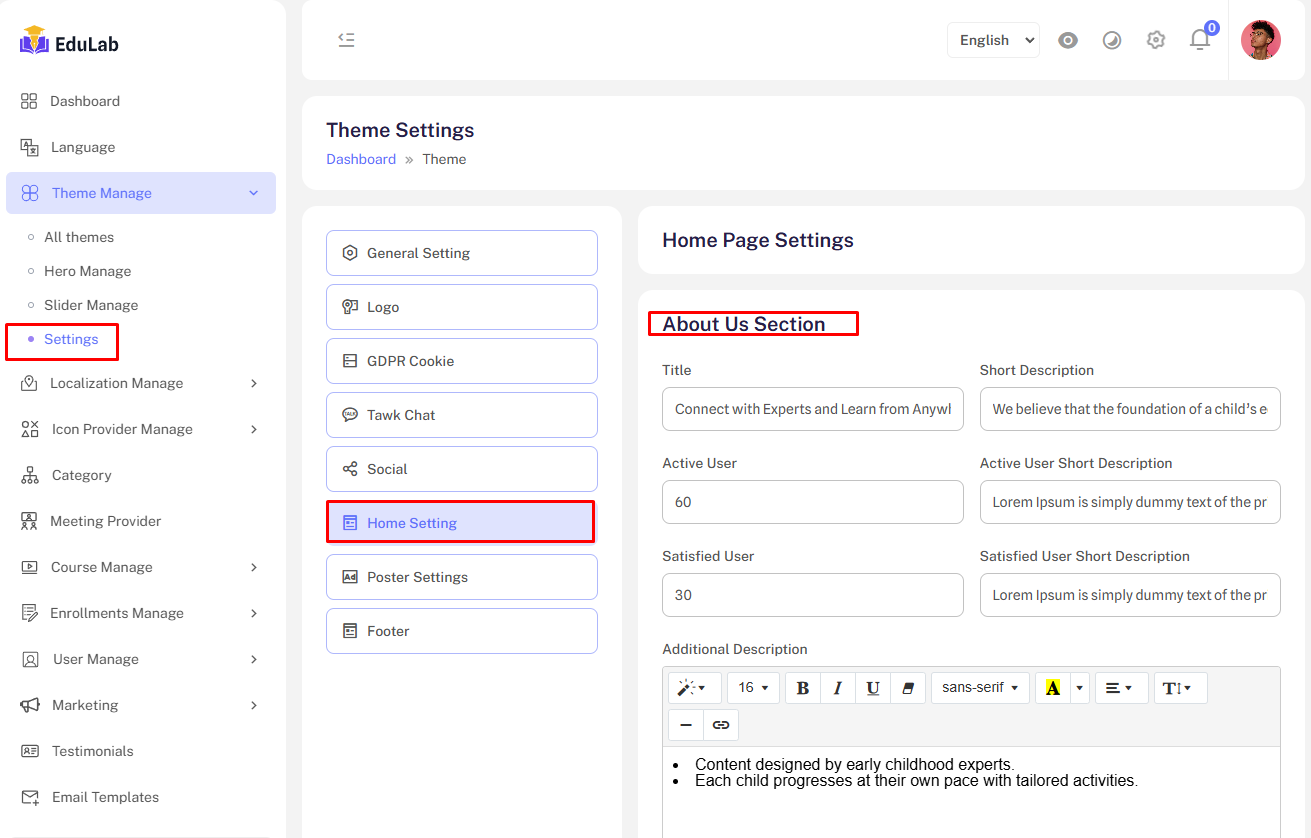 EduLab
English
0
Dashboard
Language
Theme Manage
All themes
Hero Manage
Slider Manage
Settings
Localization Manage
Icon Provider Manage
Category
Meeting Provider
Course Manage
Enrollments Manage
User Manage
Marketing
Testimonials
Email Templates
Theme Settings
Dashboard » Theme
General Setting
Logo
GDPR Cookie
Tawk Chat
Social
Home Setting
Ad Poster Settings
Footer
Home Page Settings
About Us Section
Title Short Description
Connect with Experts and Learn from Anywl We believe that the foundation of a child's e
Active User Active User Short Description
60 Lorem Ipsum is simply dummy text of the pr
Satisfied User Satisfied User Short Description
30 Lorem Ipsum is simply dummy text of the pr
Additional Description
16 B I U sans-serif A T
• Content designed by early childhood experts.
• Each child progresses at their own pace with tailored activities.